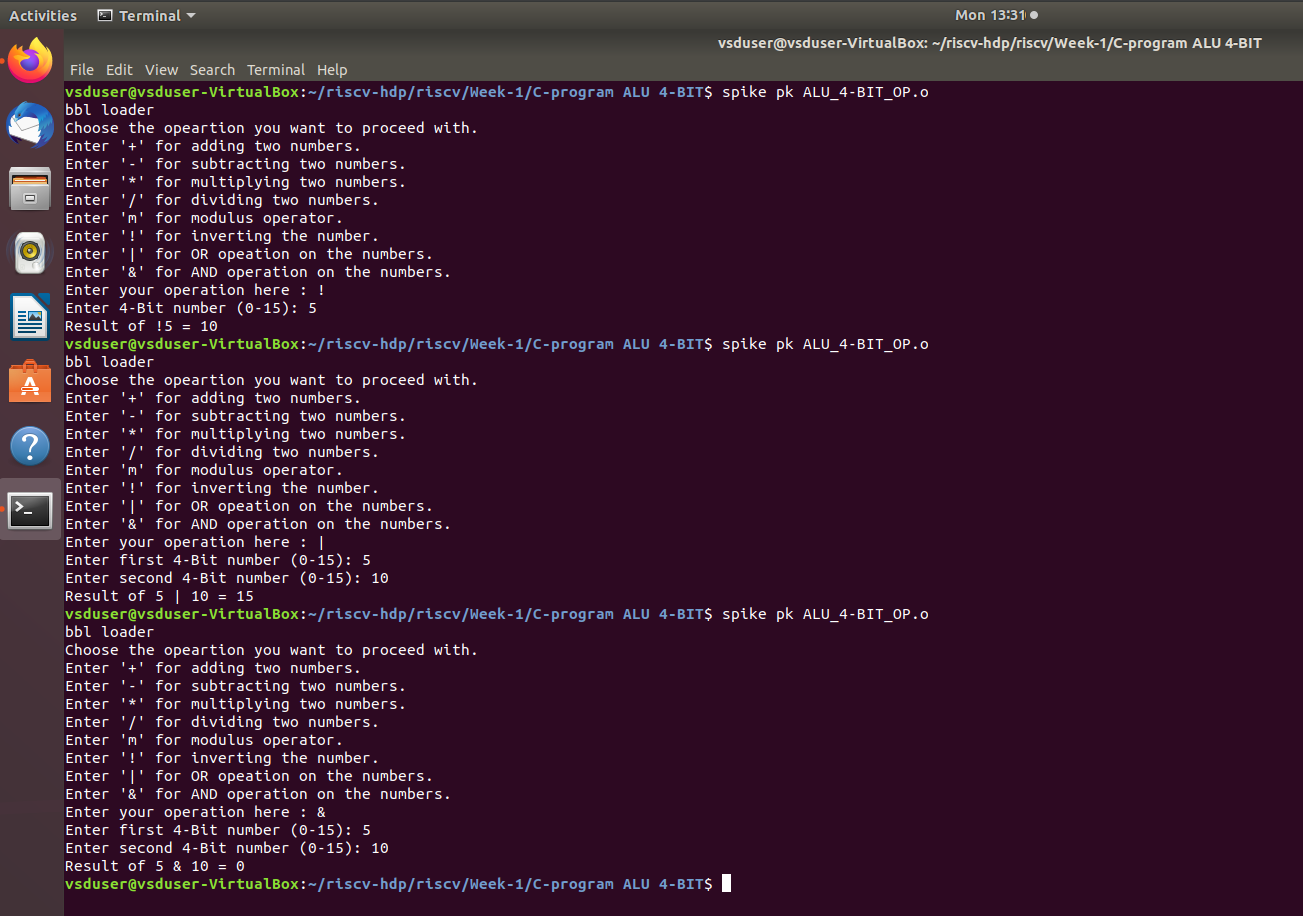 Activities Terminal Mon 13:31
vsduser@vsduser-VirtualBox: ~/riscv-hdp/riscv/Week-1/C-program ALU 4-BIT
File Edit View Search Terminal Help
vsduser@vsduser-VirtualBox:~/riscv-hdp/riscv/Week-1/C-program ALU 4-BIT$ spike pk ALU_4-BIT_OP.o
bbl loader
Choose the opeartion you want to proceed with.
Enter '+' for adding two numbers.
Enter '-' for subtracting two numbers.
Enter '*' for multiplying two numbers.
Enter '/' for dividing two numbers.
Enter 'm' for modulus operator.
Enter '!' for inverting the number.
Enter '|' for OR opeation on the numbers.
Enter '&' for AND operation on the numbers.
Enter your operation here : !
Enter 4-Bit number (0-15): 5
Result of !5 = 10
vsduser@vsduser-VirtualBox:~/riscv-hdp/riscv/Week-1/C-program ALU 4-BIT$ spike pk ALU_4-BIT_OP.o
bbl loader
Choose the opeartion you want to proceed with.
Enter '+' for adding two numbers.
Enter '-' for subtracting two numbers.
Enter '*' for multiplying two numbers.
Enter '/' for dividing two numbers.
Enter 'm' for modulus operator.
Enter '!' for inverting the number.
Enter '|' for OR opeation on the numbers.
Enter '&' for AND operation on the numbers.
Enter your operation here : |
Enter first 4-Bit number (0-15): 5
Enter second 4-Bit number (0-15): 10
Result of 5 | 10 = 15
vsduser@vsduser-VirtualBox:~/riscv-hdp/riscv/Week-1/C-program ALU 4-BIT$ spike pk ALU_4-BIT_OP.o
bbl loader
Choose the opeartion you want to proceed with.
Enter '+' for adding two numbers.
Enter '-' for subtracting two numbers.
Enter '*' for multiplying two numbers.
Enter '/' for dividing two numbers.
Enter 'm' for modulus operator.
Enter '!' for inverting the number.
Enter '|' for OR opeation on the numbers.
Enter '&' for AND operation on the numbers.
Enter your operation here : &
Enter first 4-Bit number (0-15): 5
Enter second 4-Bit number (0-15): 10
Result of 5 & 10 = 0
vsduser@vsduser-VirtualBox:~/riscv-hdp/riscv/Week-1/C-program ALU 4-BIT$